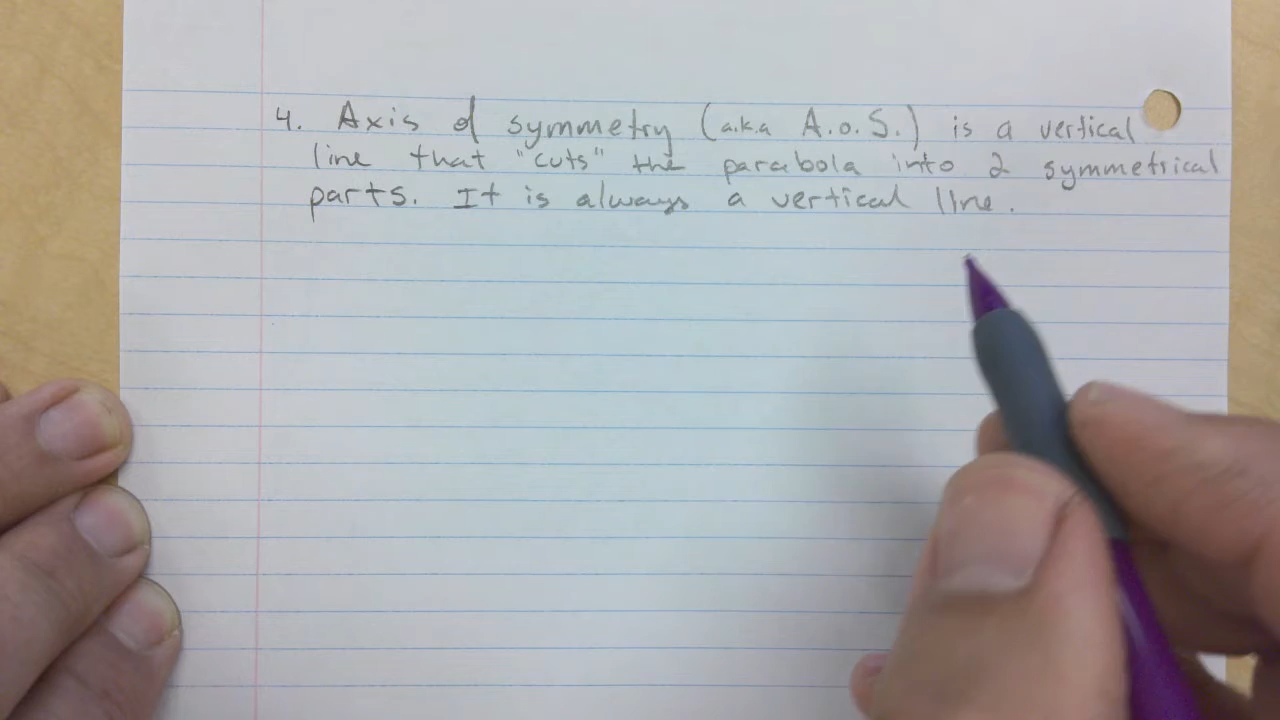 4. Axis of symmetry (a.k.a A.o.S.) is a vertical
line that "cuts" the parabola into 2 symmetrical
parts. It is always a vertical line.